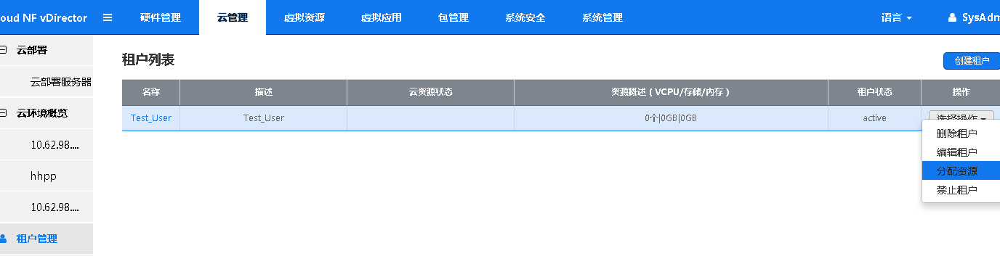 oud NF vDirector 硬件管理 云管理 虚拟资源 虚拟应用 包管理 系统安全 系统管理 语言 SysAdm
云部署
云部署服务器
云环境概览
10.62.98....
hhpp
10.62.98....
租户管理
租户列表
创建租户
名称 描述 云资源状态 资源概述 ( VCPU/存储/内存 ) 租户状态 操作
Test_User Test_User 0个|0GB|0GB active 选择操作
删除租户
编辑租户
分配资源
禁止租户